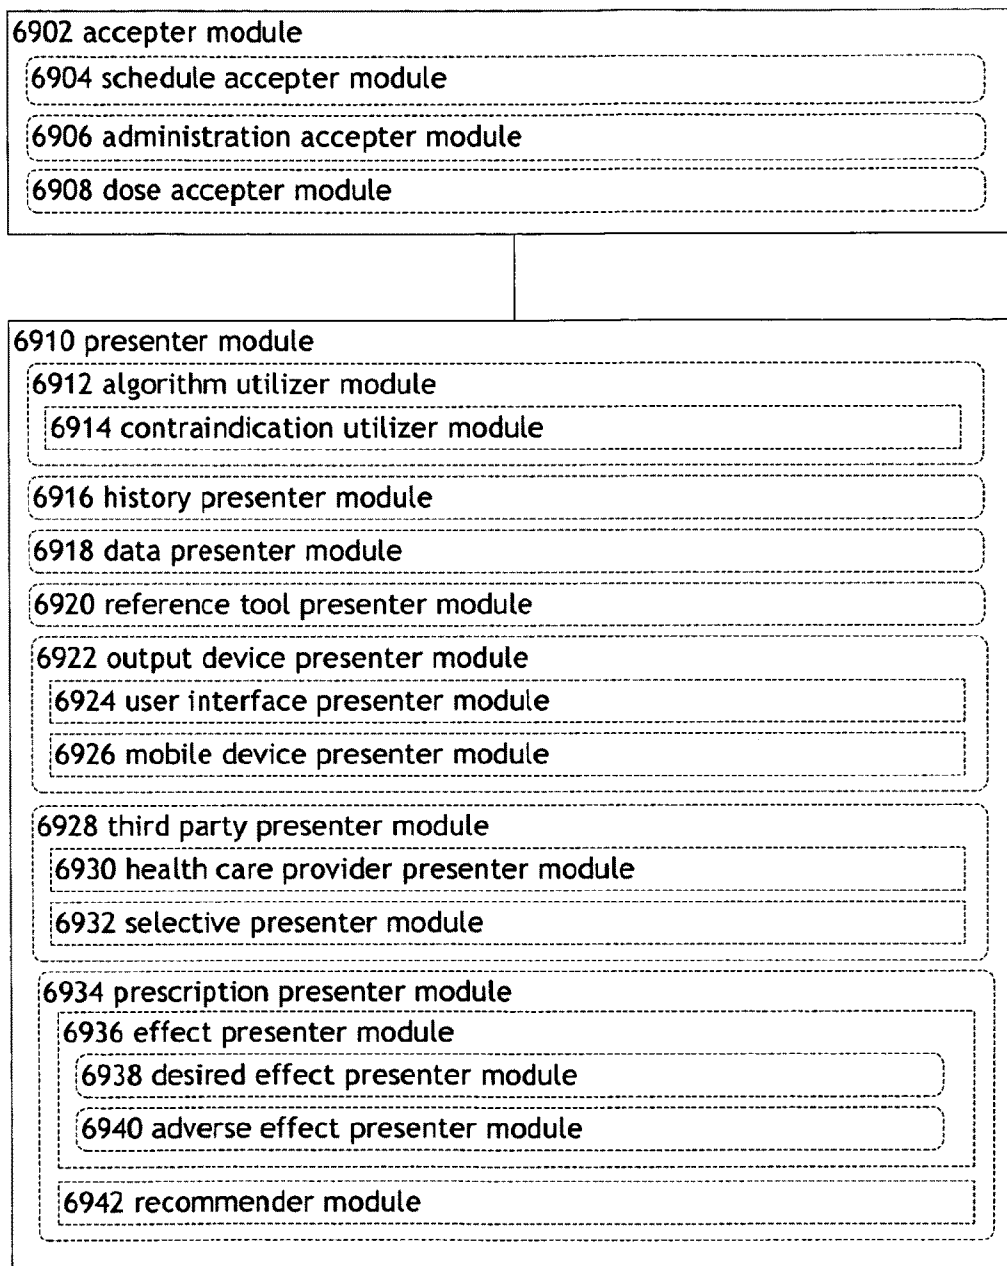 6902 accepter module
6904 schedule accepter module
6906 administration accepter module
6908 dose accepter module
6910 presenter module
6912 algorithm utilizer module
6914 contraindication utilizer module
6916 history presenter module
6918 data presenter module
6920 reference tool presenter module
6922 output device presenter module
6924 user interface presenter module
6926 mobile device presenter module
6928 third party presenter module
6930 health care provider presenter module
6932 selective presenter module
6934 prescription presenter module
6936 effect presenter module
6938 desired effect presenter module
6940 adverse effect presenter module
6942 recommender module